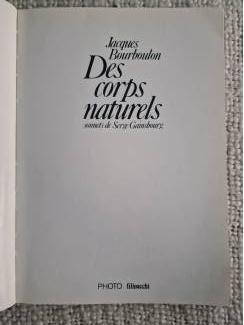 Jacques
Bourboulon
Des
corps
naturels
sonnets de Serge Gainsbourg
PHOTO filipacchi